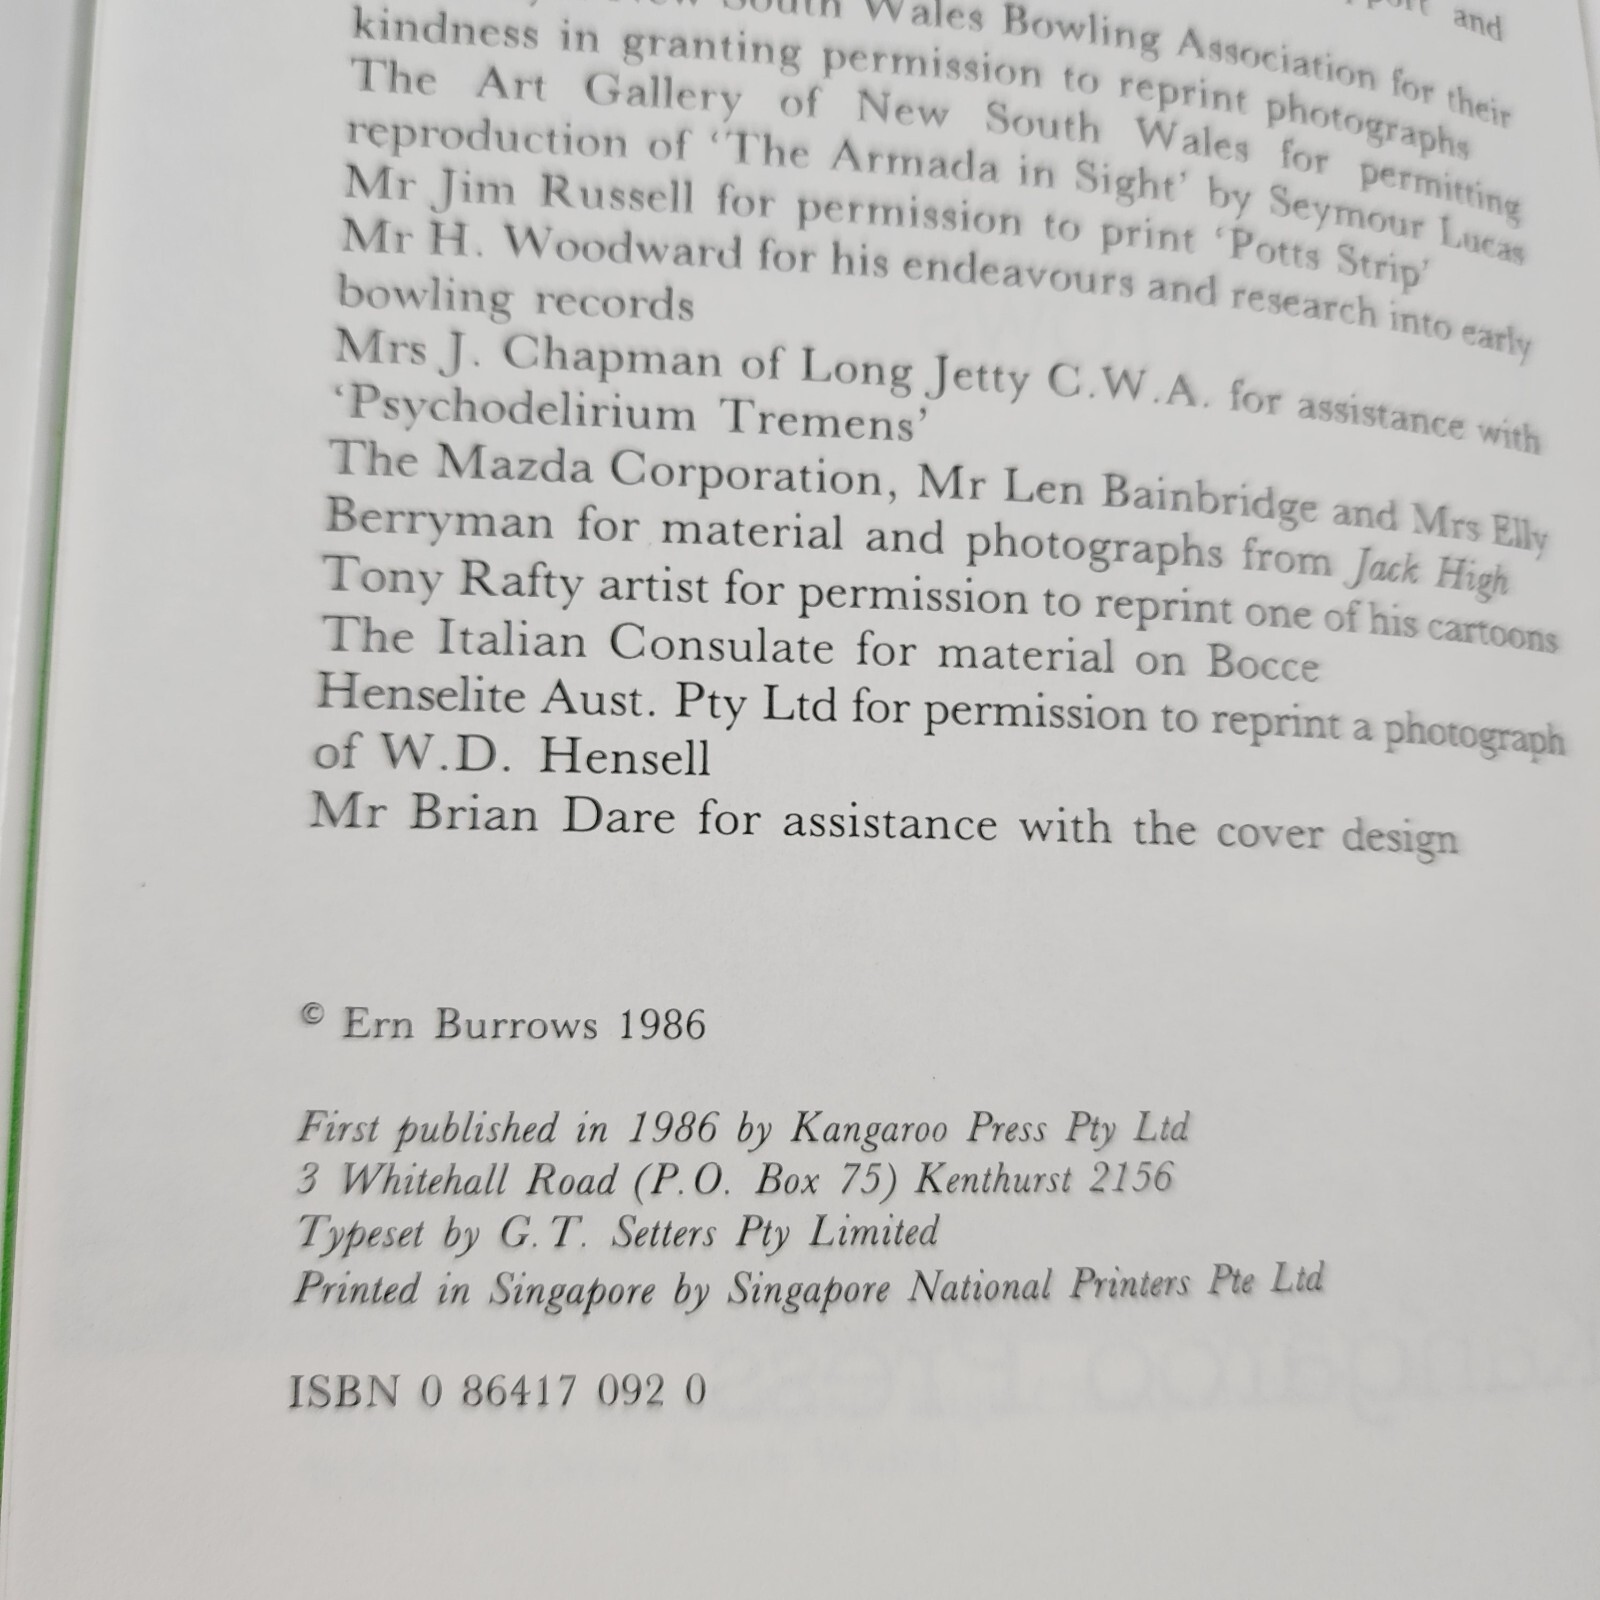 South Wales Bowling Association for their
kindness in granting permission to reprint photographs
The Art Gallery of New South Wales for permitting
reproduction of 'The Armada in Sight' by Seymour Lucas
Mr Jim Russell for permission to print 'Potts Strip'
Mr H. Woodward for his endeavours and research into early
bowling records
Mrs J. Chapman of Long Jetty C.W.A. for assistance with
'Psychodelirium Tremens'
The Mazda Corporation, Mr Len Bainbridge and Mrs Elly
Berryman for material and photographs from Jack High
Tony Rafty artist for permission to reprint one of his cartoons
The Italian Consulate for material on Bocce
Henselite Aust. Pty Ltd for permission to reprint a photograph
of W.D. Hensell
Mr Brian Dare for assistance with the cover design
© Ern Burrows 1986
First published in 1986 by Kangaroo Press Pty Ltd
3 Whitehall Road (P.O. Box 75) Kenthurst 2156
Typeset by G.T. Setters Pty Limited
Printed in Singapore by Singapore National Printers Pte Ltd
ISBN 0 86417 092 0